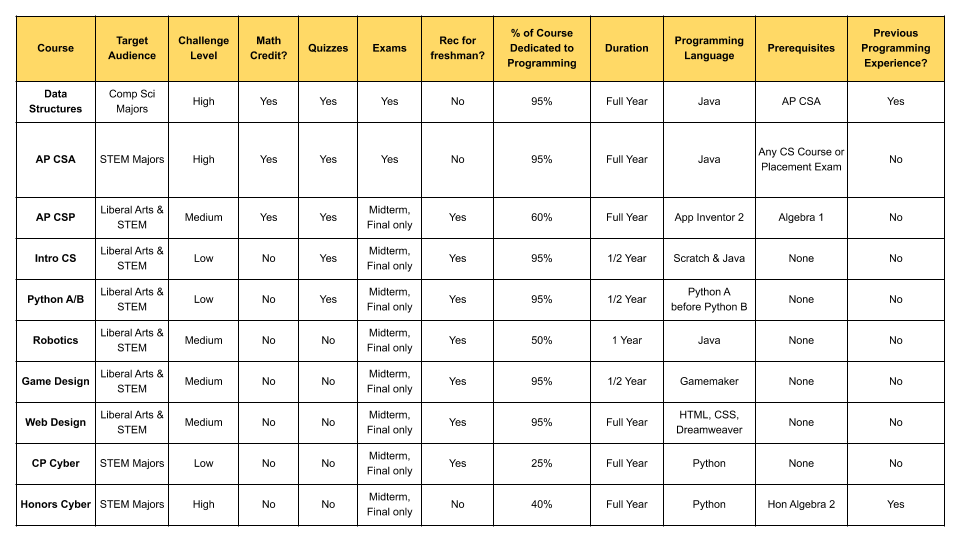 Course Target Audience Challenge Level Math Credit? Quizzes Exams Rec for freshman? % of Course Dedicated to Programming Duration Programming Language Prerequisites Previous Programming Experience?
Data Structures Comp Sci Majors High Yes Yes Yes No 95% Full Year Java AP CSA Yes
AP CSA STEM Majors High Yes Yes Yes No 95% Full Year Java Any CS Course or Placement Exam No
AP CSP Liberal Arts & STEM Medium Yes Yes Midterm, Final only Yes 60% Full Year App Inventor 2 Algebra 1 No
Intro CS Liberal Arts & STEM Low No Yes Midterm, Final only Yes 95% 1/2 Year Scratch & Java None No
Python A/B Liberal Arts & STEM Low No Yes Midterm, Final only Yes 95% 1/2 Year Python A before Python B None No
Robotics Liberal Arts & STEM Medium No No Midterm, Final only Yes 50% 1 Year Java None No
Game Design Liberal Arts & STEM Medium No No Midterm, Final only Yes 95% 1/2 Year Gamemaker None No
Web Design Liberal Arts & STEM Medium No No Midterm, Final only Yes 95% Full Year HTML, CSS, Dreamweaver None No
CP Cyber STEM Majors Low No No Midterm, Final only Yes 25% Full Year Python None No
Honors Cyber STEM Majors High No No Midterm, Final only No 40% Full Year Python Hon Algebra 2 Yes